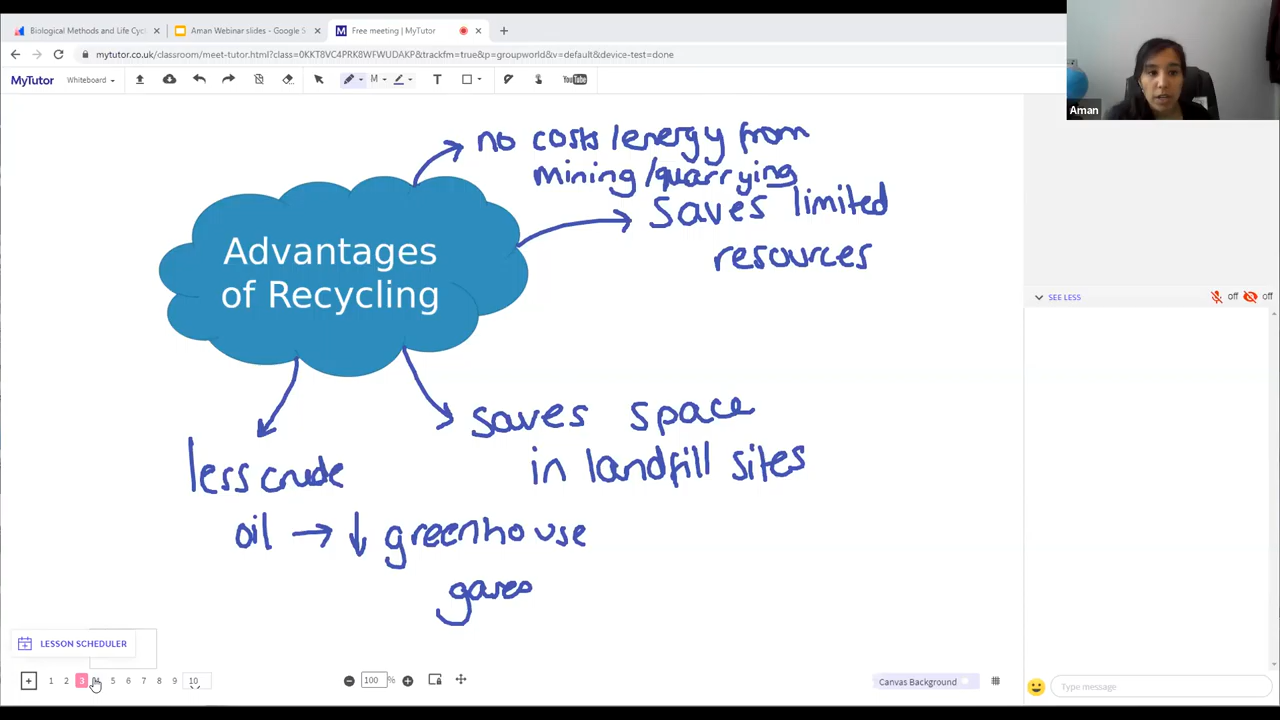 Biological Methods and Life Cyc
Aman Webinar slides - Google S
Free meeting | MyTutor
mytutor.co.uk/classroom/meet-tutor.html?class=0KKT8VC4PRK8WFWUDAKP&trackfm=true&p=groupworld&v=default&device-test=done
MyTutor
Whiteboard
M
T
YouTube
Aman
no costs/energy from
mining/quarrying
saves limited
resources
Advantages
of Recycling
SEE LESS
off
off
saves space
in landfill sites
less crude
oil → ↓ greenhouse
gases
LESSON SCHEDULER
1 2 3 4 5 6 7 8 9 10
100 %
Canvas Background
Type message